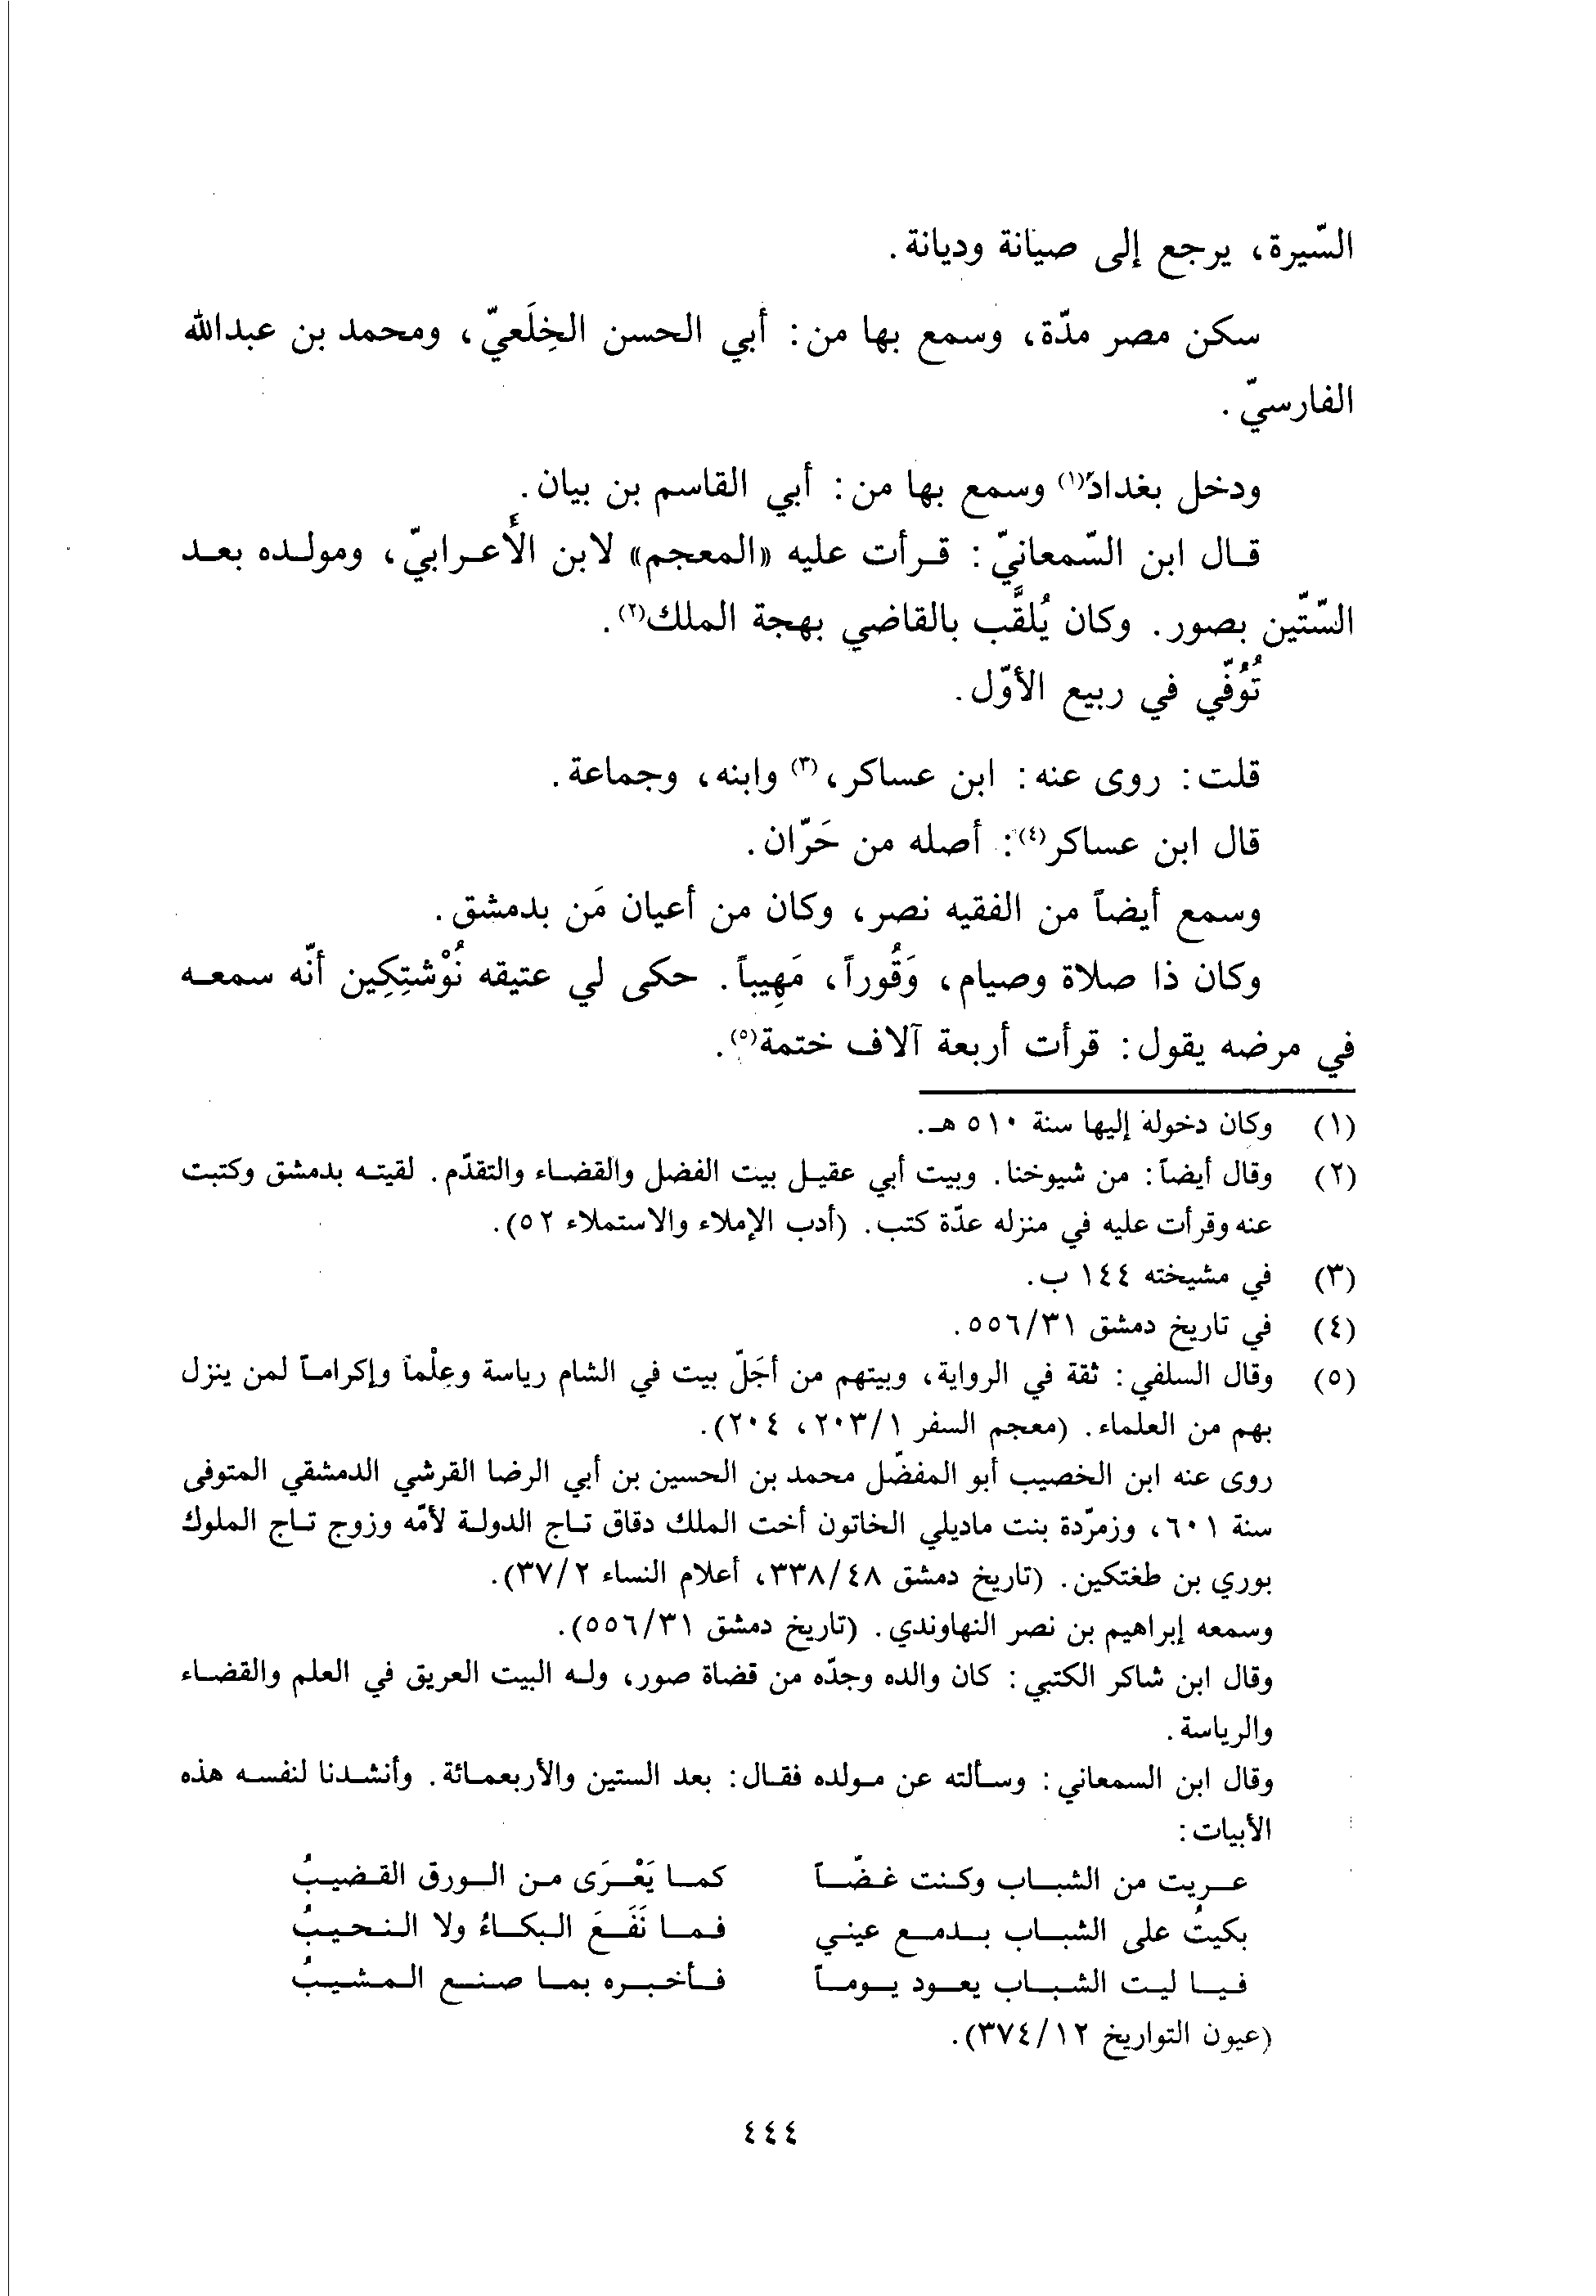 السّيرة، يرجع إلى صيانة وديانة.
سكن مصر مدّة، وسمع بها من: أبي الحسن الخِلَعيّ، ومحمد بن عبدالله
الفارسيّ.
ودخل بغداد(١) وسمع بها من: أبي القاسم بن بيان.
قال ابن السّمعانيّ: قرأت عليه «المعجم» لابن الأعرابيّ، ومولده بعد
السّتّين بصور. وكان يُلقَّب بالقاضي بهجة الملك(٢).
تُوُفّي في ربيع الأوّل.
قلت: روى عنه: ابن عساكر،(٣) وابنه، وجماعة.
قال ابن عساكر(٤): أصله من حَرّان.
وسمع أيضاً من الفقيه نصر، وكان من أعيان مَن بدمشق.
وكان ذا صلاة وصيام، وَقُوراً، مَهِيباً. حكى لي عتيقه نُوْشتِكِين أنّه سمعه
في مرضه يقول: قرأت أربعة آلاف ختمة(٥).
(١) وكان دخوله إليها سنة ٥١٠ هـ.
(٢) وقال أيضاً: من شيوخنا. وبيت أبي عقيل بيت الفضل والقضاء والتقدّم. لقيته بدمشق وكتبت
عنه وقرأت عليه في منزله عدّة كتب. (أدب الإملاء والاستملاء ٥٢).
(٣) في مشيخته ١٤٤ ب.
(٤) في تاريخ دمشق ٥٥٦/٣١.
(٥) وقال السلفي: ثقة في الرواية، وبيتهم من أجَلّ بيت في الشام رياسة وعِلْماً وإكراماً لمن ينزل
بهم من العلماء. (معجم السفر ٢٠٣/١، ٢٠٤).
روى عنه ابن الخصيب أبو المفضّل محمد بن الحسين بن أبي الرضا القرشي الدمشقي المتوفى
سنة ٦٠١، وزمرّدة بنت ماديلي الخاتون أخت الملك دقاق تاج الدولة لأمّه وزوج تاج الملوك
بوري بن طغتكين. (تاريخ دمشق ٣٣٨/٤٨، أعلام النساء ٣٧/٢).
وسمعه إبراهيم بن نصر النهاوندي. (تاريخ دمشق ٥٥٦/٣١).
وقال ابن شاكر الكتبي: كان والده وجدّه من قضاة صور، وله البيت العريق في العلم والقضاء
والرياسة.
وقال ابن السمعاني: وسألته عن مولده فقال: بعد الستين والأربعمائة. وأنشدنا لنفسه هذه
الأبيات:
عريت من الشباب وكنت غضّاً كما يَعْرَى من الورق القضيبُ
بكيتُ على الشباب بدمع عيني فما نَفَعَ البكاءُ ولا النحيبُ
فيا ليت الشباب يعود يوماً فأخبره بما صنع المشيبُ
(عيون التواريخ ٣٧٤/١٢).
٤٤٤